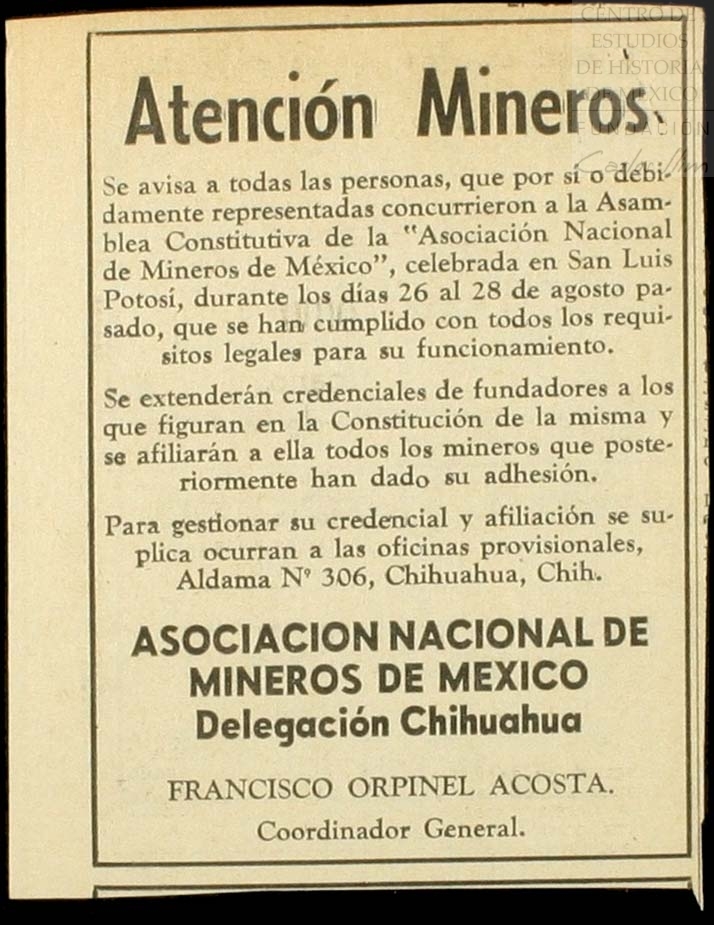 CENTRO DE
ESTUDIOS
DE HISTORIA
DE MÉXICO
FUNDACIÓN
Carlos Slim
Atención Mineros.
Se avisa a todas las personas, que por sí o debi-
damente representadas concurrieron a la Asam-
blea Constitutiva de la "Asociación Nacional
de Mineros de México", celebrada en San Luis
Potosí, durante los días 26 al 28 de agosto pa-
sado, que se han cumplido con todos los requi-
sitos legales para su funcionamiento.
Se extenderán credenciales de fundadores a los
que figuran en la Constitución de la misma y
se afiliarán a ella todos los mineros que poste-
riormente han dado su adhesión.
Para gestionar su credencial y afiliación se su-
plica ocurran a las oficinas provisionales,
Aldama Nº 306, Chihuahua, Chih.
ASOCIACION NACIONAL DE
MINEROS DE MEXICO
Delegación Chihuahua
FRANCISCO ORPINEL ACOSTA.
Coordinador General.